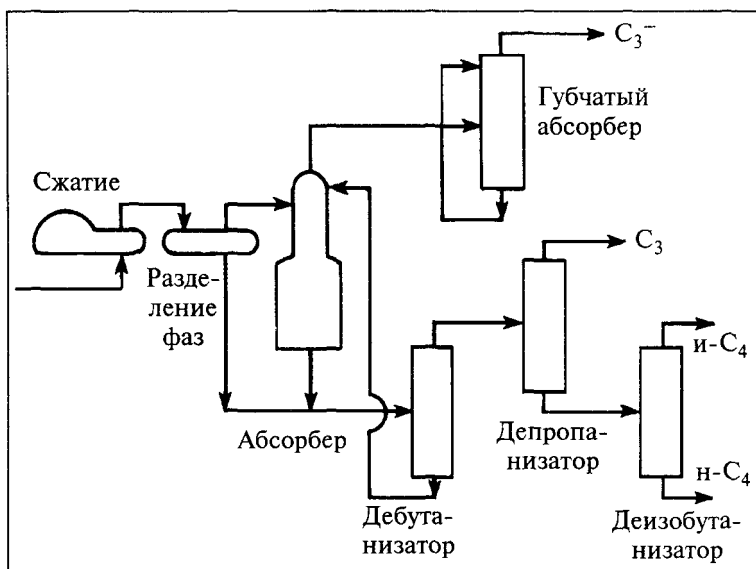 C₃⁻
Губчатый
абсорбер
Сжатие
Разде-
ление
фаз
C₃
и-C₄
Абсорбер
Депропа-
низатор
н-C₄
Дебута-
низатор
Деизобута-
низатор